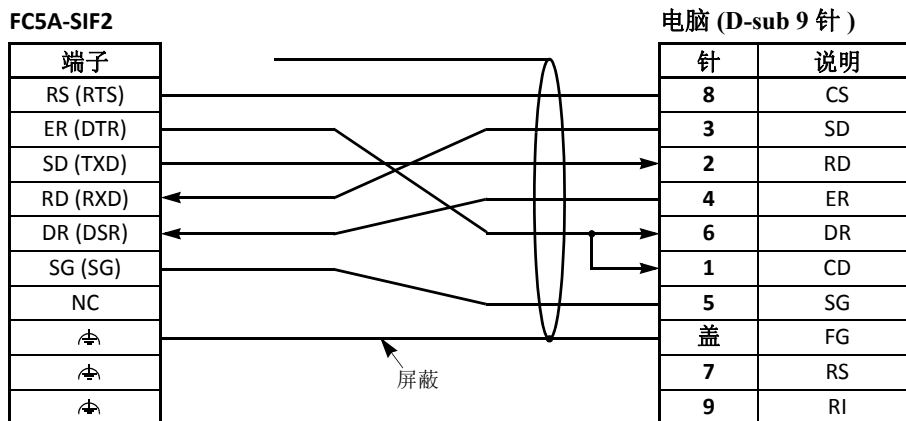 FC5A-SIF2 电脑 (D-sub 9 针 )
端子 针 说明
RS (RTS) 8 CS
ER (DTR) 3 SD
SD (TXD) 2 RD
RD (RXD) 4 ER
DR (DSR) 6 DR
SG (SG) 1 CD
NC 5 SG
盖 FG
屏蔽 7 RS
9 RI